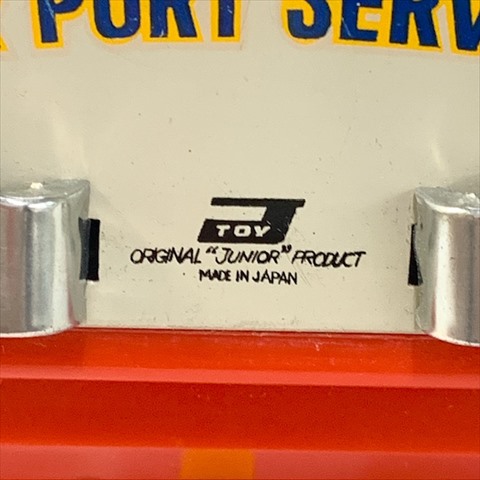 PORT SERV
J
TOY
ORIGINAL "JUNIOR" PRODUCT
MADE IN JAPAN